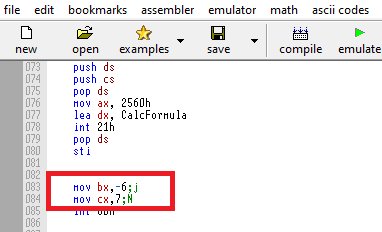 file edit bookmarks assembler emulator math ascii codes
new open examples save compile emulate
073 push ds
074 push cs
075 pop ds
076 mov ax, 2560h
077 lea dx, CalcFormula
078 int 21h
079 pop ds
080 sti
081
082
083 mov bx,-6;j
084 mov cx,7;N
085 int 60h